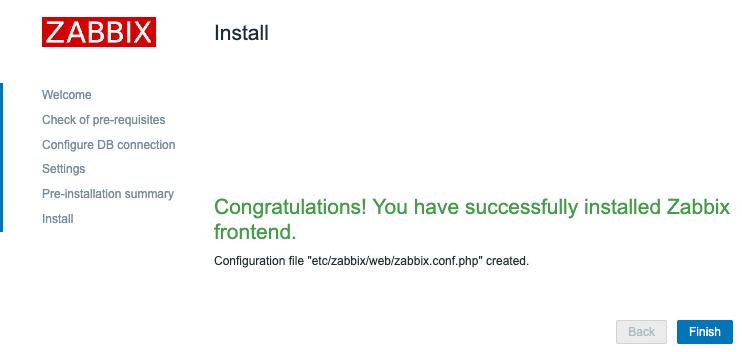 ZABBIX
Install
Welcome
Check of pre-requisites
Configure DB connection
Settings
Pre-installation summary
Install
Congratulations! You have successfully installed Zabbix
frontend.
Configuration file "etc/zabbix/web/zabbix.conf.php" created.
Back
Finish